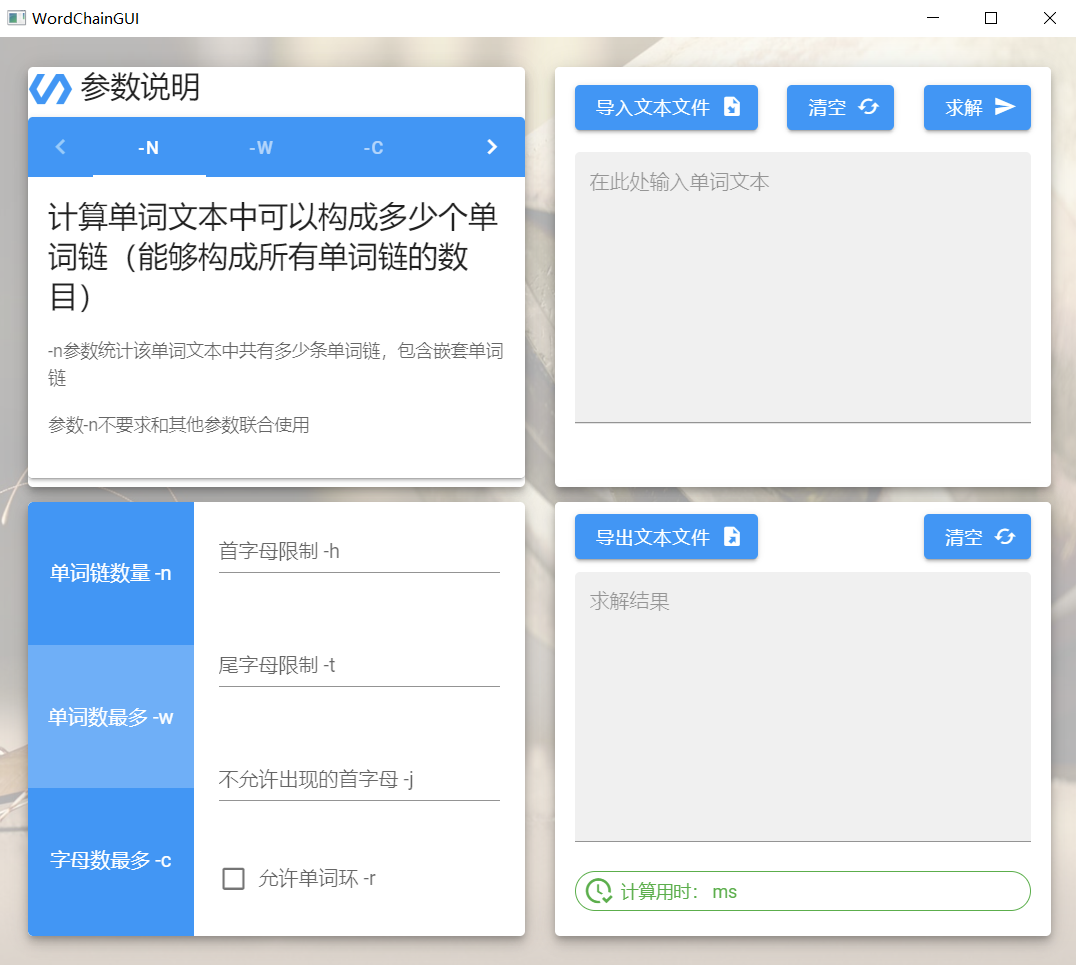 WordChainGUI
参数说明
-N
-W
-C
计算单词文本中可以构成多少个单
词链（能够构成所有单词链的数
目）
-n参数统计该单词文本中共有多少条单词链，包含嵌套单词
链
参数-n不要求和其他参数联合使用
导入文本文件
清空
求解
在此处输入单词文本
单词链数量 -n
单词数最多 -w
字母数最多 -c
首字母限制 -h
尾字母限制 -t
不允许出现的首字母 -j
允许单词环 -r
导出文本文件
清空
求解结果
计算用时： ms